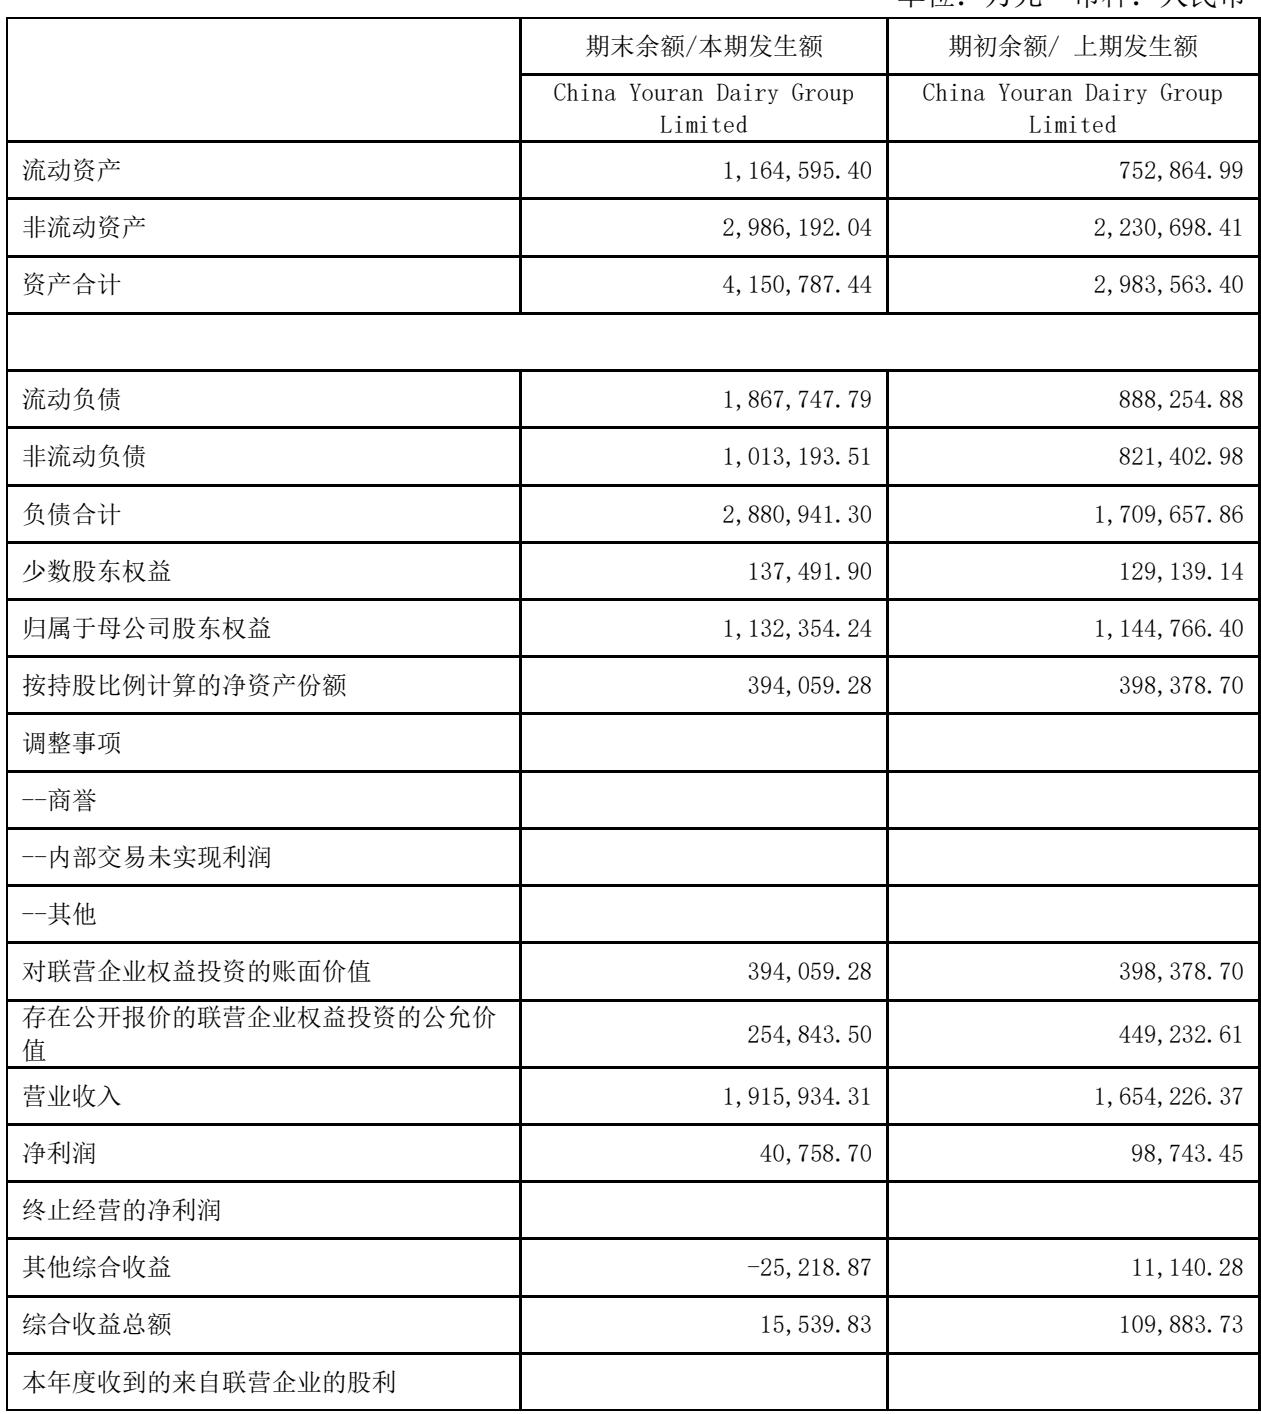 单位：万元 币种：人民币
期末余额/本期发生额 期初余额/ 上期发生额
China Youran Dairy Group China Youran Dairy Group
Limited Limited
流动资产 1,164,595.40 752,864.99
非流动资产 2,986,192.04 2,230,698.41
资产合计 4,150,787.44 2,983,563.40
流动负债 1,867,747.79 888,254.88
非流动负债 1,013,193.51 821,402.98
负债合计 2,880,941.30 1,709,657.86
少数股东权益 137,491.90 129,139.14
归属于母公司股东权益 1,132,354.24 1,144,766.40
按持股比例计算的净资产份额 394,059.28 398,378.70
调整事项
--商誉
--内部交易未实现利润
--其他
对联营企业权益投资的账面价值 394,059.28 398,378.70
存在公开报价的联营企业权益投资的公允价
值 254,843.50 449,232.61
营业收入 1,915,934.31 1,654,226.37
净利润 40,758.70 98,743.45
终止经营的净利润
其他综合收益 -25,218.87 11,140.28
综合收益总额 15,539.83 109,883.73
本年度收到的来自联营企业的股利